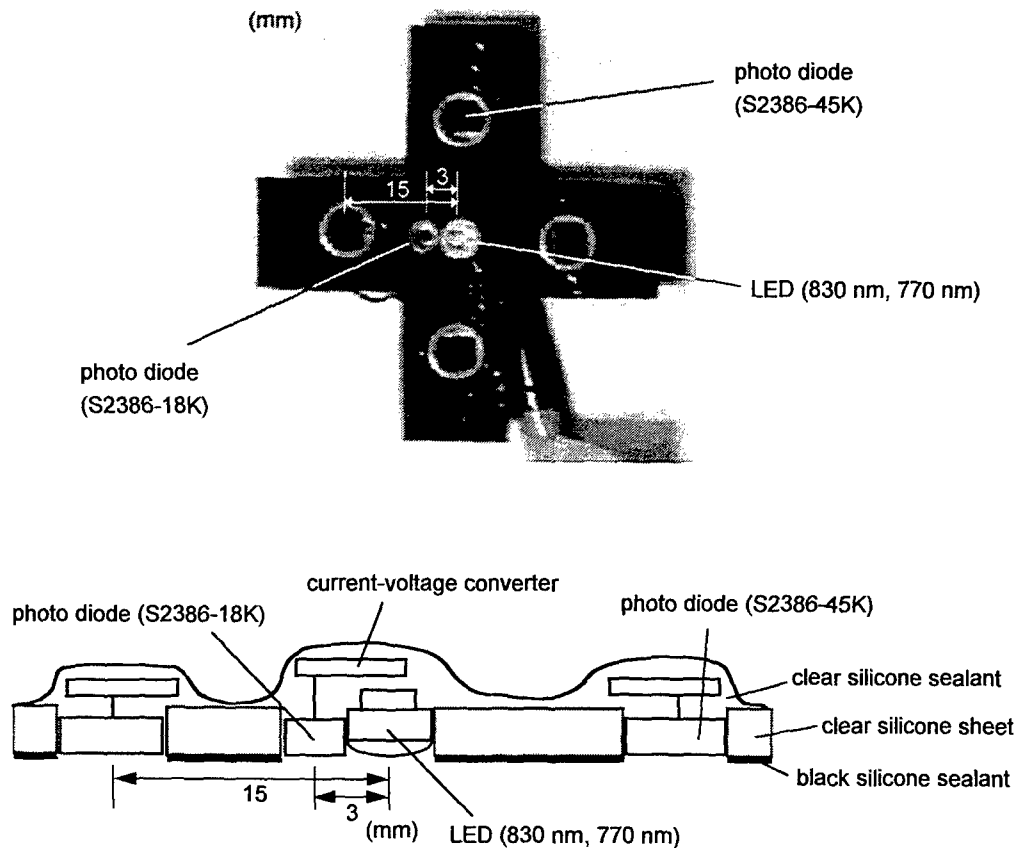 (mm)
photo diode
(S2386-45K)
3
15
LED (830 nm, 770 nm)
photo diode
(S2386-18K)
current-voltage converter
photo diode (S2386-18K)
photo diode (S2386-45K)
clear silicone sealant
clear silicone sheet
black silicone sealant
15
3
(mm)
LED (830 nm, 770 nm)